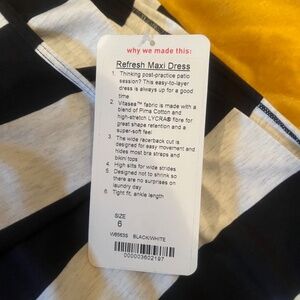 why we made this:
Refresh Maxi Dress
1. Thinking post-practice patio
session? This easy-to-layer
dress is always up for a good
time
2. Vitasea™ fabric is made with a
blend of Pima Cotton and
high-stretch LYCRA® fibre for
great shape retention and a
super-soft feel
3. The wide racerback cut is
designed for easy movement and
hides most bra straps and
bikini tops
4. High slits for wide strides
5. Designed not to shrink so
there are no surprises on
laundry day
6. Tight fit, ankle length
SIZE
6
W6563S BLACK/WHITE
000003602197